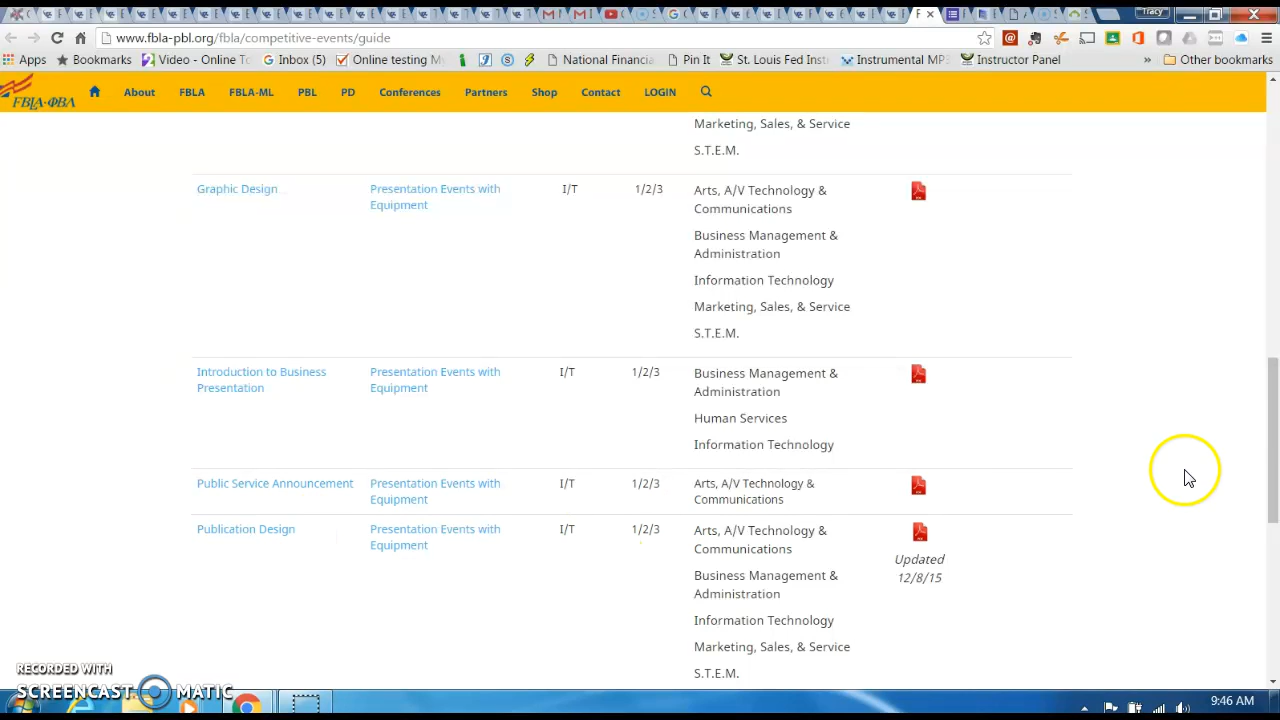 Tracy
www.fbla-pbl.org/fbla/competitive-events/guide
Apps Bookmarks Video - Online Te Inbox (5) Online testing M National Financia Pin It St. Louis Fed Inst Instrumental MP3 Instructor Panel » Other bookmarks
FBLA-ΦBA About FBLA FBLA-ML PBL PD Conferences Partners Shop Contact LOGIN
Marketing, Sales, & Service
S.T.E.M.
Graphic Design Presentation Events with I/T 1/2/3 Arts, A/V Technology &
Equipment Communications
Business Management &
Administration
Information Technology
Marketing, Sales, & Service
S.T.E.M.
Introduction to Business Presentation Events with I/T 1/2/3 Business Management &
Presentation Equipment Administration
Human Services
Information Technology
Public Service Announcement Presentation Events with I/T 1/2/3 Arts, A/V Technology &
Equipment Communications
Publication Design Presentation Events with I/T 1/2/3 Arts, A/V Technology &
Equipment Communications
Updated
12/8/15
Business Management &
Administration
Information Technology
Marketing, Sales, & Service
S.T.E.M.
RECORDED WITH
SCREENCAST MATIC
9:46 AM